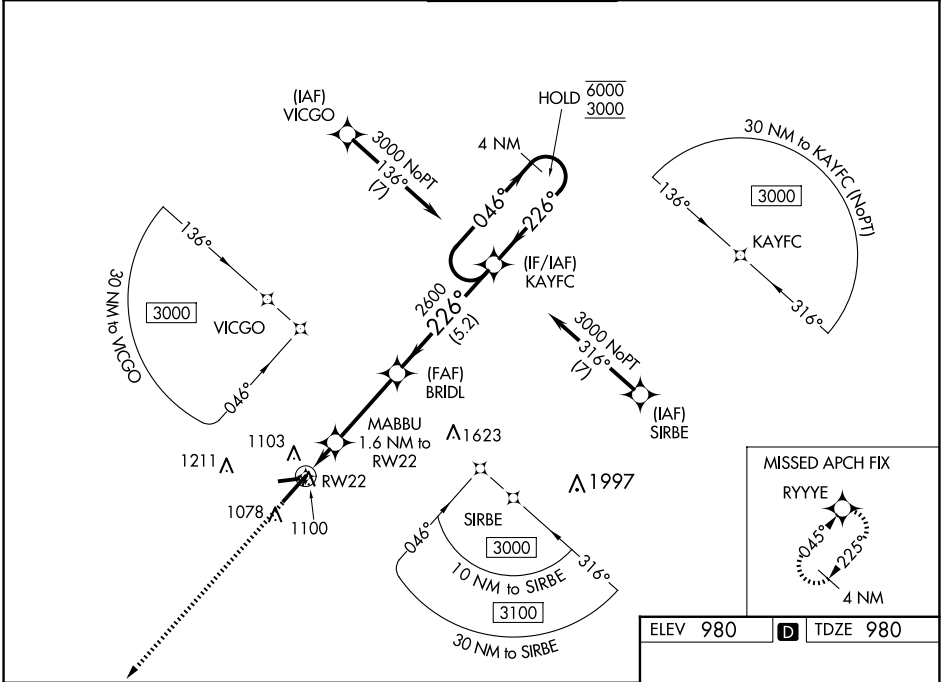 (IAF)
VICGO
3000 NoPT
136°
(7)
HOLD
6000
3000
4 NM
046°
226°
(IF/IAF)
KAYFC
30 NM to KAYFC (NoPT)
136°
3000
KAYFC
316°
136°
30 NM to VICGO
3000
VICGO
046°
2600
226°
(5.2)
3000 NoPT
316°
(7)
(IAF)
SIRBE
(FAF)
BRIDL
MABBU
1.6 NM to
RW22
1623
1103
1211
RW22
1078
1100
1997
SIRBE
046°
3000
316°
10 NM to SIRBE
3100
30 NM to SIRBE
MISSED APCH FIX
RYYYE
045°
225°
4 NM
ELEV 980 D TDZE 980